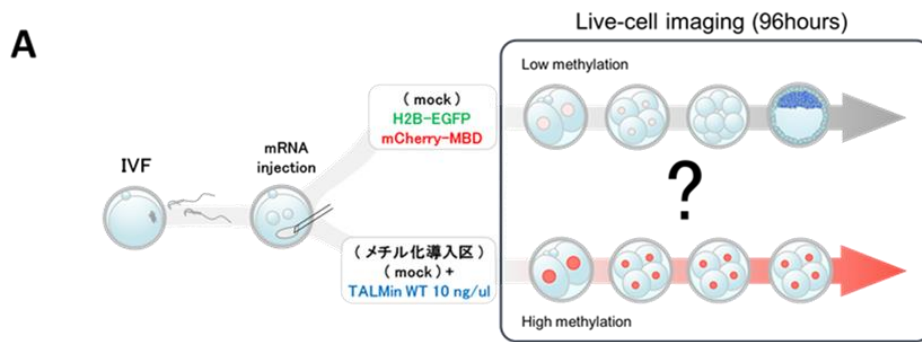 A
Live-cell imaging (96hours)
Low methylation
( mock )
H2B-EGFP
mCherry-MBD
IVF
mRNA
injection
?
( メチル化導入区 )
( mock ) +
TALMin WT 10 ng/ul
High methylation